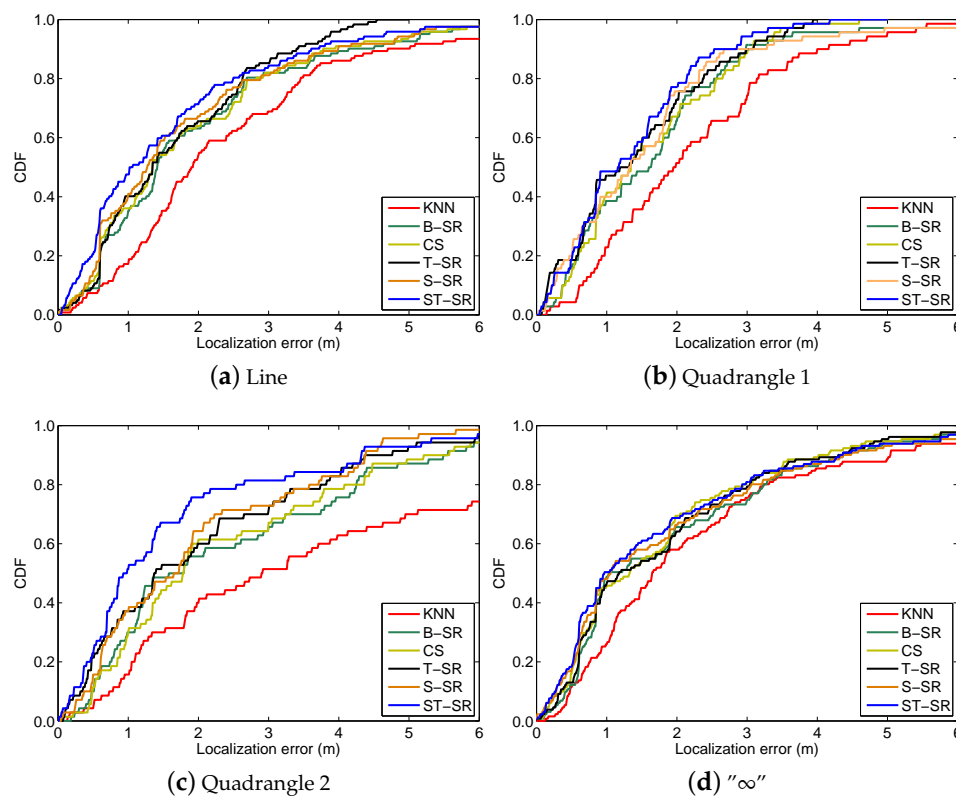 1.0
0.8
0.6
0.4
0.2
0.0
CDF
0 1 2 3 4 5 6
Localization error (m)
KNN
B−SR
CS
T−SR
S−SR
ST−SR
(a) Line
1.0
0.8
0.6
0.4
0.2
0.0
CDF
0 1 2 3 4 5 6
Localization error (m)
KNN
B−SR
CS
T−SR
S−SR
ST−SR
(b) Quadrangle 1
1.0
0.8
0.6
0.4
0.2
0.0
CDF
0 1 2 3 4 5 6
Localization error (m)
KNN
B−SR
CS
T−SR
S−SR
ST−SR
(c) Quadrangle 2
1.0
0.8
0.6
0.4
0.2
0.0
CDF
0 1 2 3 4 5 6
Localization error (m)
KNN
B−SR
CS
T−SR
S−SR
ST−SR
(d) ”∞”